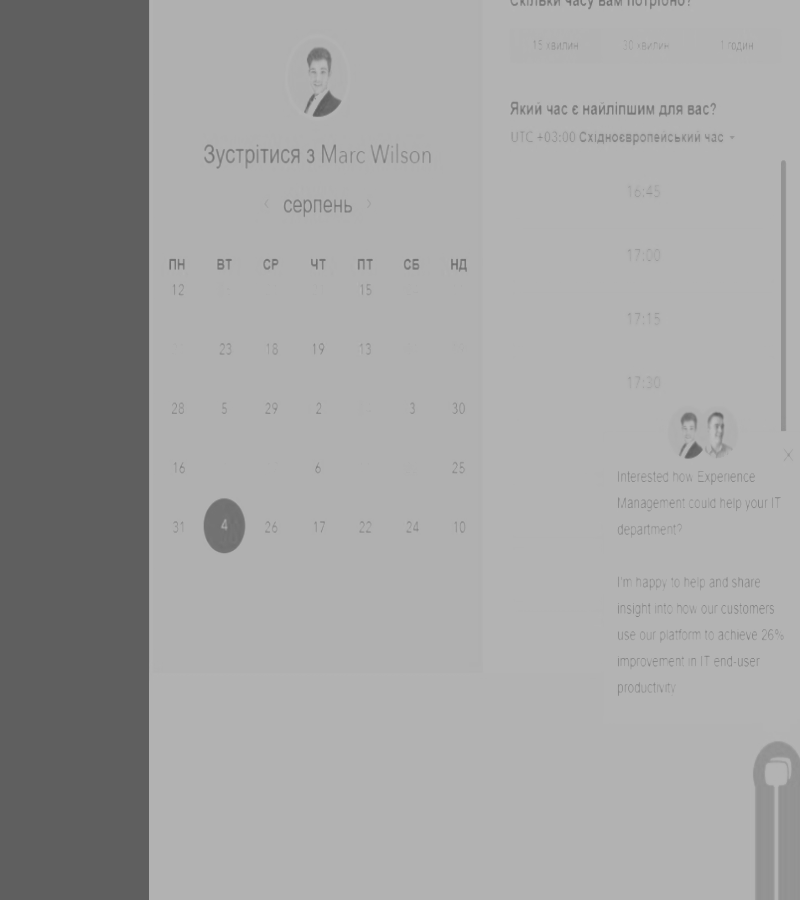 Скільки часу вам потрібно?
15 хвилин 30 хвилин 1 годин
Який час є найліпшим для вас?
UTC +03:00 Східноєвропейський час
Зустрітися з Marc Wilson
серпень
ПН ВТ СР ЧТ ПТ СБ НД
12 15
23 18 19 13
28 5 29 2 3 30
16 6 25
31 4 26 17 22 24 10
16:45
17:00
17:15
17:30
Interested how Experience
Management could help your IT
department?
I'm happy to help and share
insight into how our customers
use our platform to achieve 26%
improvement in IT end-user
productivity